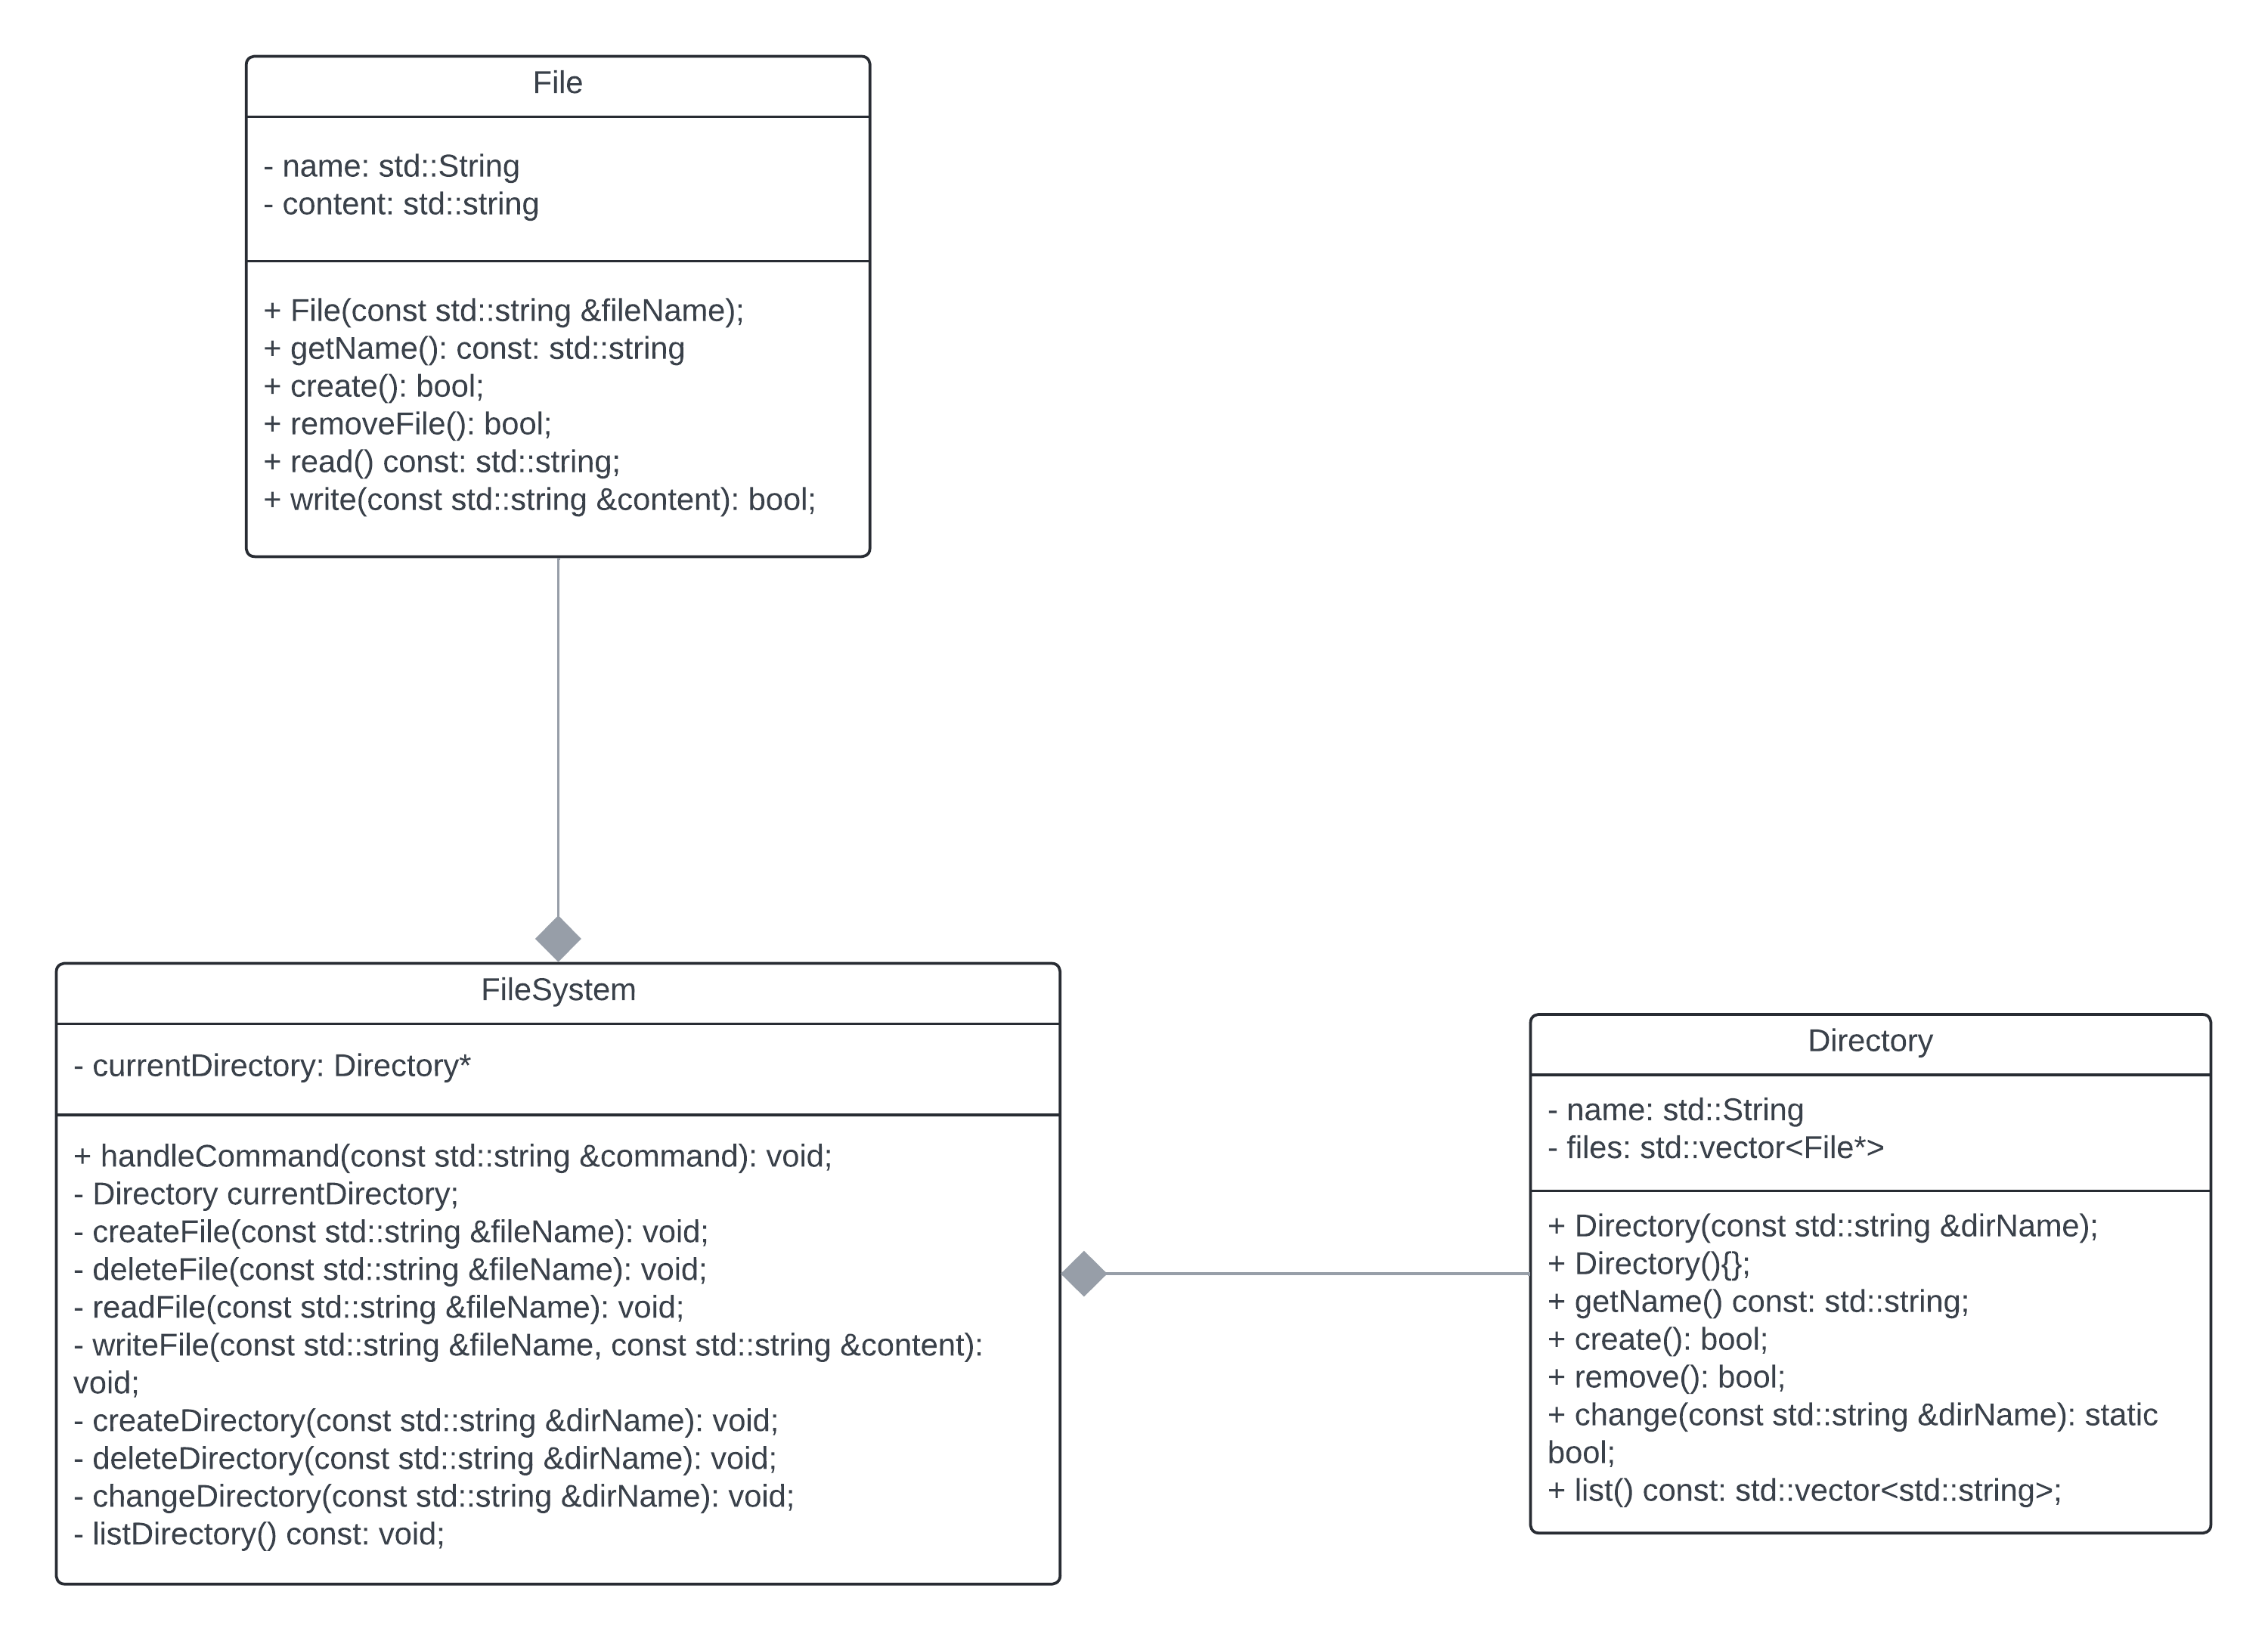 File
- name: std::String
- content: std::string
+ File(const std::string &fileName);
+ getName(): const: std::string
+ create(): bool;
+ removeFile(): bool;
+ read() const: std::string;
+ write(const std::string &content): bool;
FileSystem
- currentDirectory: Directory*
+ handleCommand(const std::string &command): void;
- Directory currentDirectory;
- createFile(const std::string &fileName): void;
- deleteFile(const std::string &fileName): void;
- readFile(const std::string &fileName): void;
- writeFile(const std::string &fileName, const std::string &content):
void;
- createDirectory(const std::string &dirName): void;
- deleteDirectory(const std::string &dirName): void;
- changeDirectory(const std::string &dirName): void;
- listDirectory() const: void;
Directory
- name: std::String
- files: std::vector<File*>
+ Directory(const std::string &dirName);
+ Directory(){};
+ getName() const: std::string;
+ create(): bool;
+ remove(): bool;
+ change(const std::string &dirName): static
bool;
+ list() const: std::vector<std::string>;